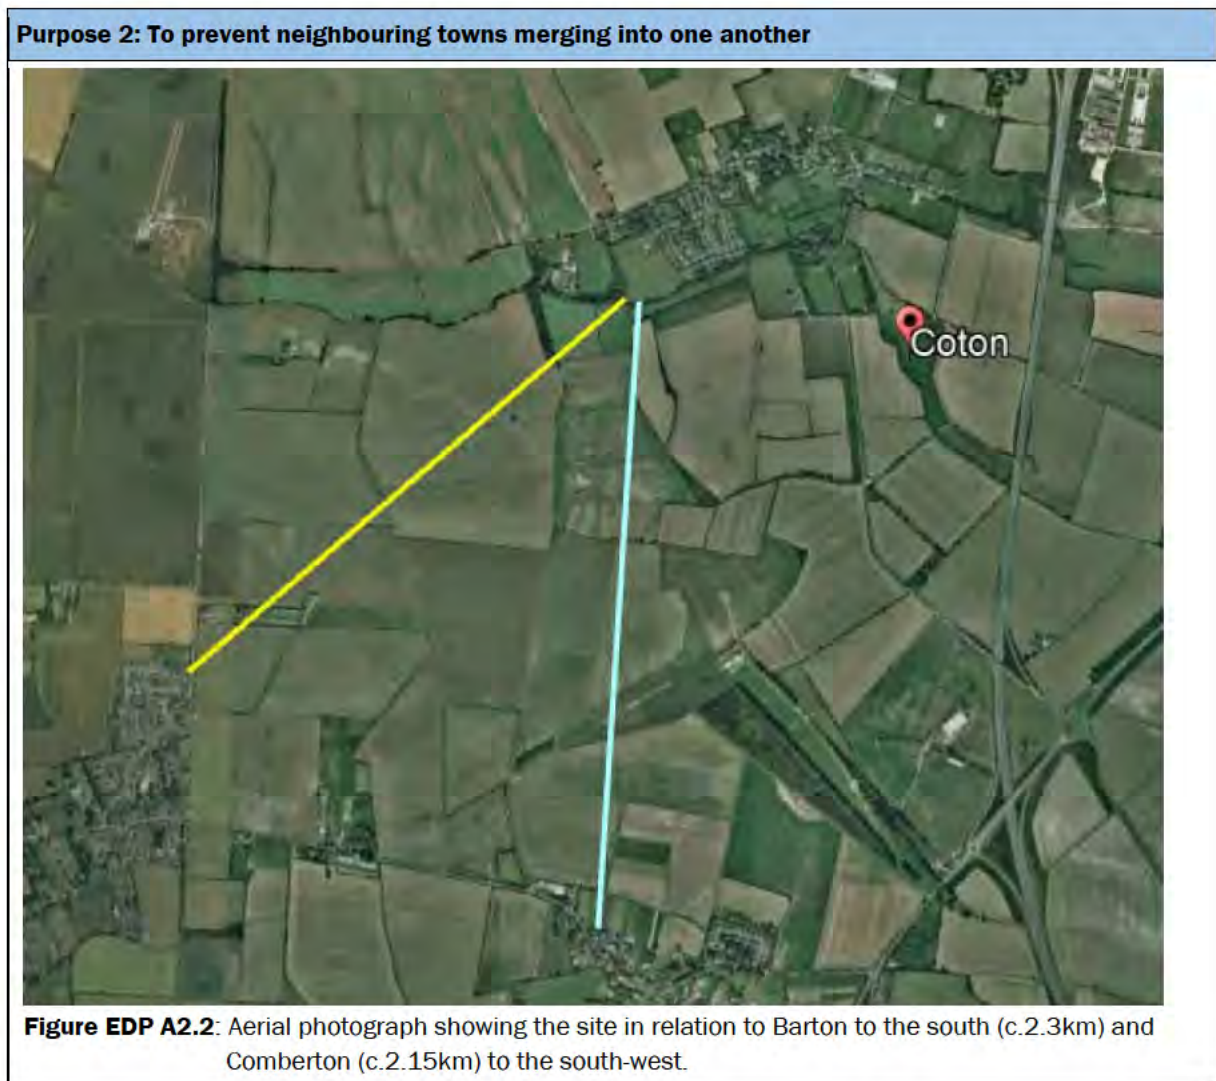 Purpose 2: To prevent neighbouring towns merging into one another
Coton
Figure EDP A2.2: Aerial photograph showing the site in relation to Barton to the south (c.2.3km) and
Comberton (c.2.15km) to the south-west.